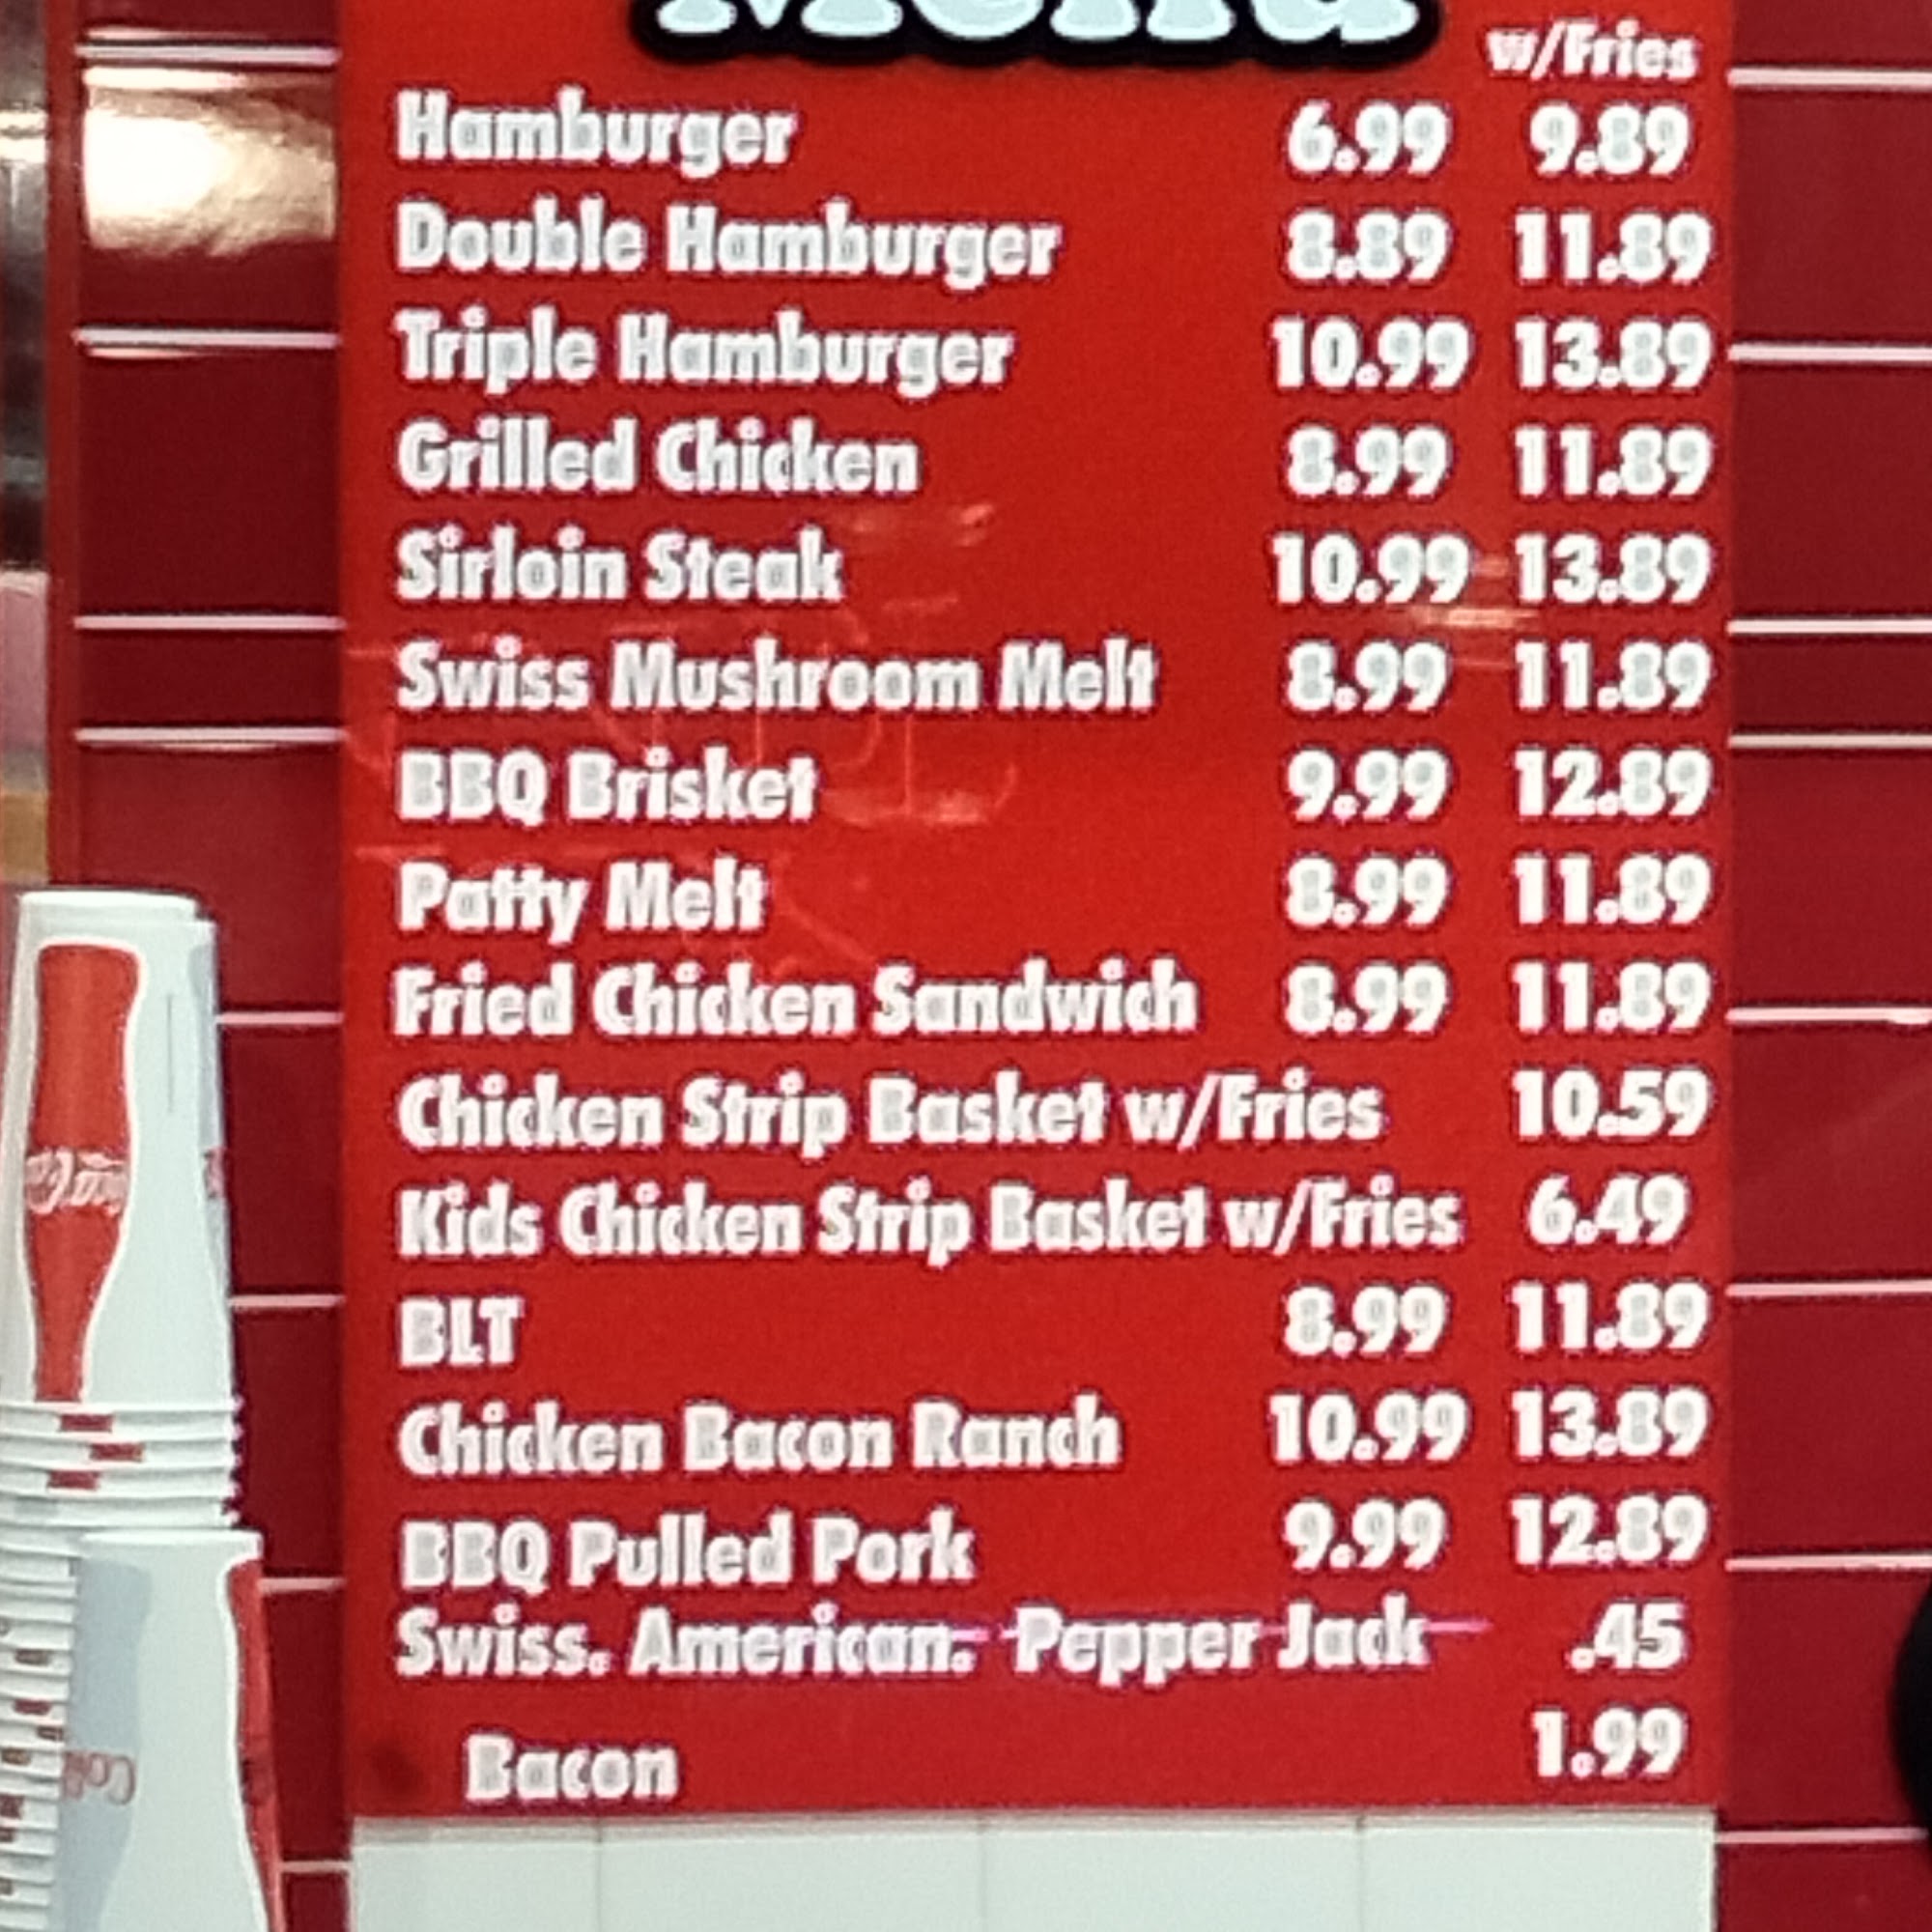 Menu
w/Fries
Hamburger 6.99 9.89
Double Hamburger 8.89 11.89
Triple Hamburger 10.99 13.89
Grilled Chicken 8.99 11.89
Sirloin Steak 10.99 13.89
Swiss Mushroom Melt 8.99 11.89
BBQ Brisket 9.99 12.89
Patty Melt 8.99 11.89
Fried Chicken Sandwich 8.99 11.89
Chicken Strip Basket w/Fries 10.59
Kids Chicken Strip Basket w/Fries 6.49
BLT 8.99 11.89
Chicken Bacon Ranch 10.99 13.89
BBQ Pulled Pork 9.99 12.89
Swiss. American. Pepper Jack .45
Bacon 1.99